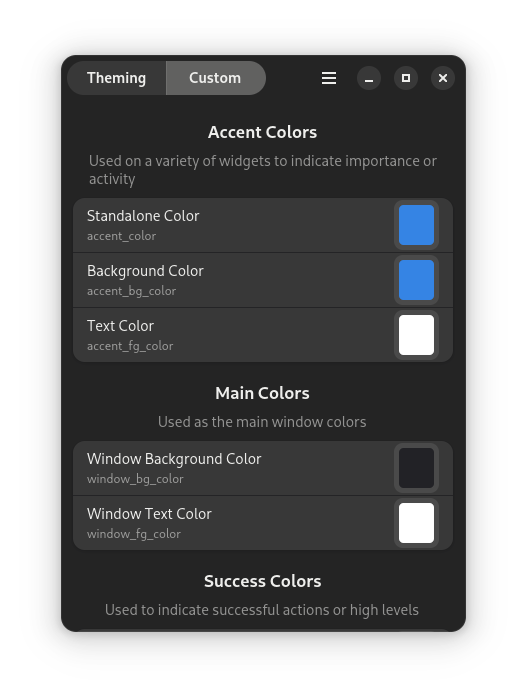 Theming Custom
Accent Colors
Used on a variety of widgets to indicate importance or
activity
Standalone Color
accent_color
Background Color
accent_bg_color
Text Color
accent_fg_color
Main Colors
Used as the main window colors
Window Background Color
window_bg_color
Window Text Color
window_fg_color
Success Colors
Used to indicate successful actions or high levels